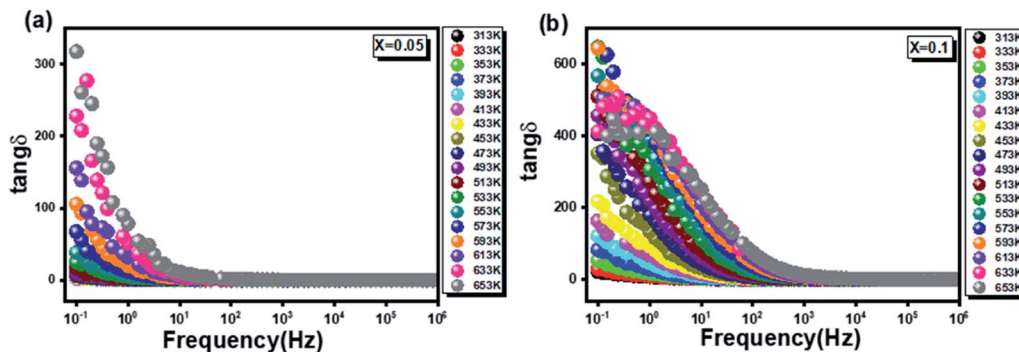 (a)
X=0.05
tangδ
300
200
100
0
10⁻¹ 10⁰ 10¹ 10² 10³ 10⁴ 10⁵ 10⁶
Frequency(Hz)
313K
333K
353K
373K
393K
413K
433K
453K
473K
493K
513K
533K
553K
573K
593K
613K
633K
653K
(b)
X=0.1
tangδ
600
400
200
0
10⁻¹ 10⁰ 10¹ 10² 10³ 10⁴ 10⁵ 10⁶
Frequency(Hz)
313K
333K
353K
373K
393K
413K
433K
453K
473K
493K
513K
533K
553K
573K
593K
613K
633K
653K